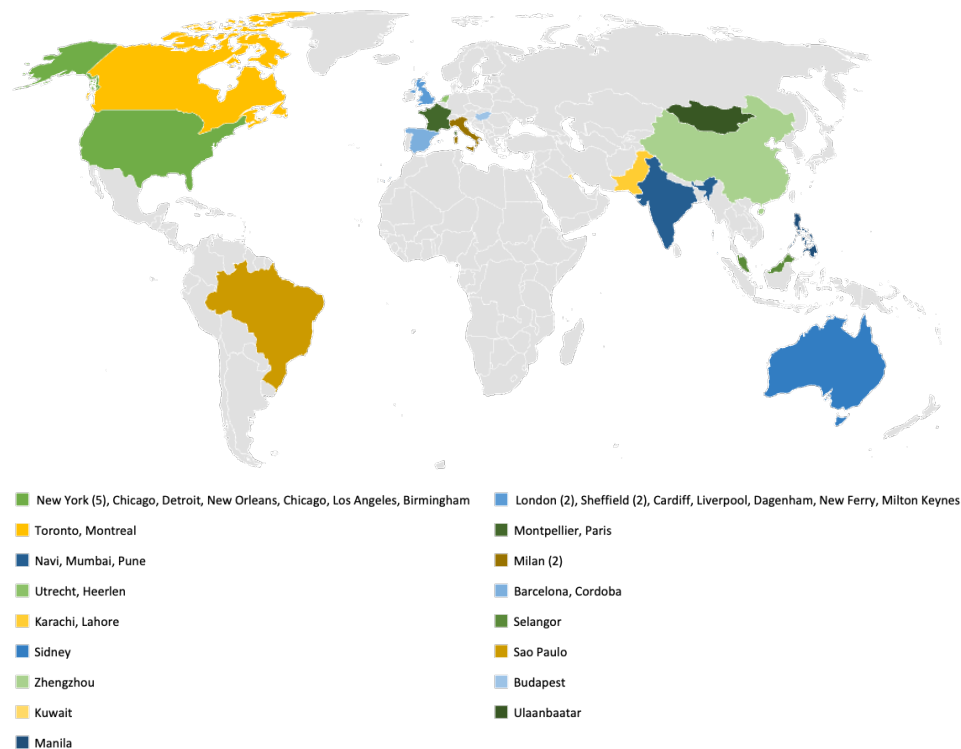 New York (5), Chicago, Detroit, New Orleans, Chicago, Los Angeles, Birmingham
London (2), Sheffield (2), Cardiff, Liverpool, Dagenham, New Ferry, Milton Keynes
Toronto, Montreal
Montpellier, Paris
Navi, Mumbai, Pune
Milan (2)
Utrecht, Heerlen
Barcelona, Cordoba
Karachi, Lahore
Selangor
Sidney
Sao Paulo
Zhengzhou
Budapest
Kuwait
Ulaanbaatar
Manila